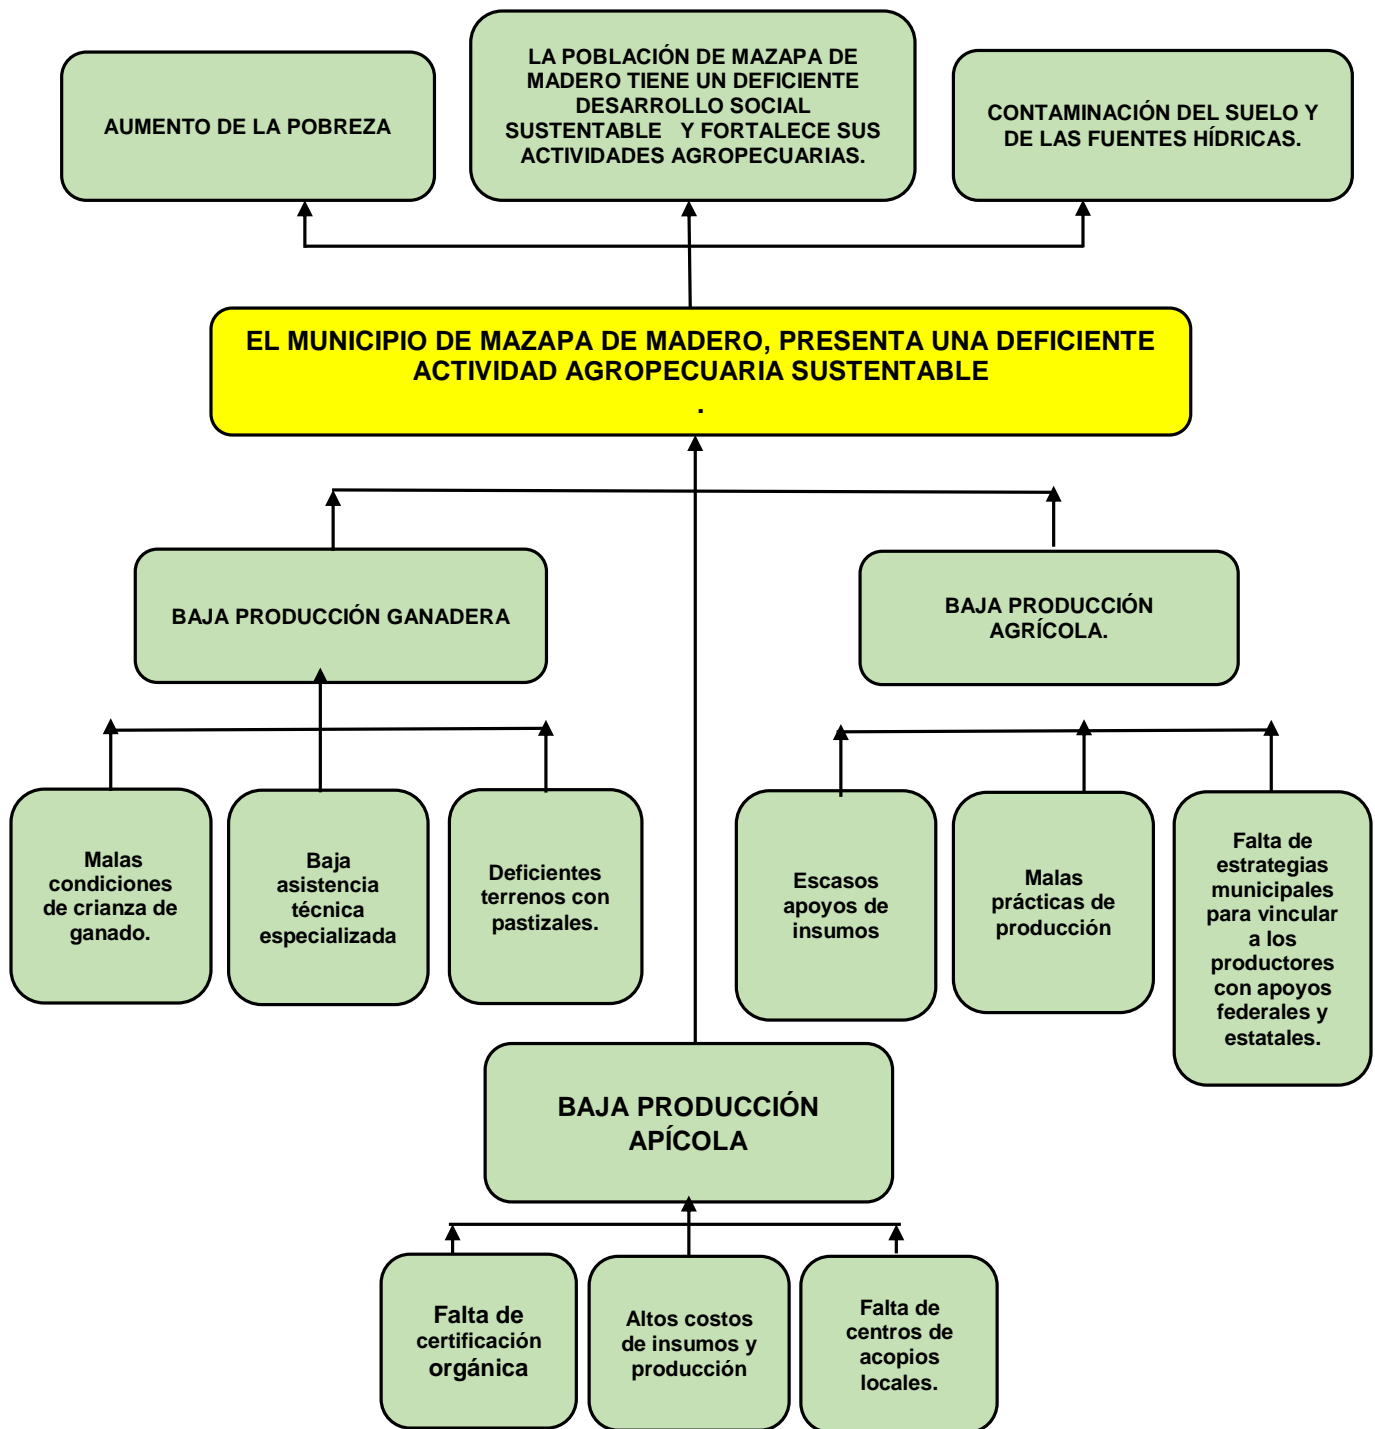 AUMENTO DE LA POBREZA
LA POBLACIÓN DE MAZAPA DE
MADERO TIENE UN DEFICIENTE
DESARROLLO SOCIAL
SUSTENTABLE   Y FORTALECE SUS
ACTIVIDADES AGROPECUARIAS.
CONTAMINACIÓN DEL SUELO Y
DE LAS FUENTES HÍDRICAS.
EL MUNICIPIO DE MAZAPA DE MADERO, PRESENTA UNA DEFICIENTE
ACTIVIDAD AGROPECUARIA SUSTENTABLE
.
BAJA PRODUCCIÓN GANADERA
BAJA PRODUCCIÓN
AGRÍCOLA.
Malas
condiciones
de crianza de
ganado.
Baja
asistencia
técnica
especializada
Deficientes
terrenos con
pastizales.
Escasos
apoyos de
insumos
Malas
prácticas de
producción
Falta de
estrategias
municipales
para vincular
a los
productores
con apoyos
federales y
estatales.
BAJA PRODUCCIÓN
APÍCOLA
Falta de
certificación
orgánica
Altos costos
de insumos y
producción
Falta de
centros de
acopios
locales.